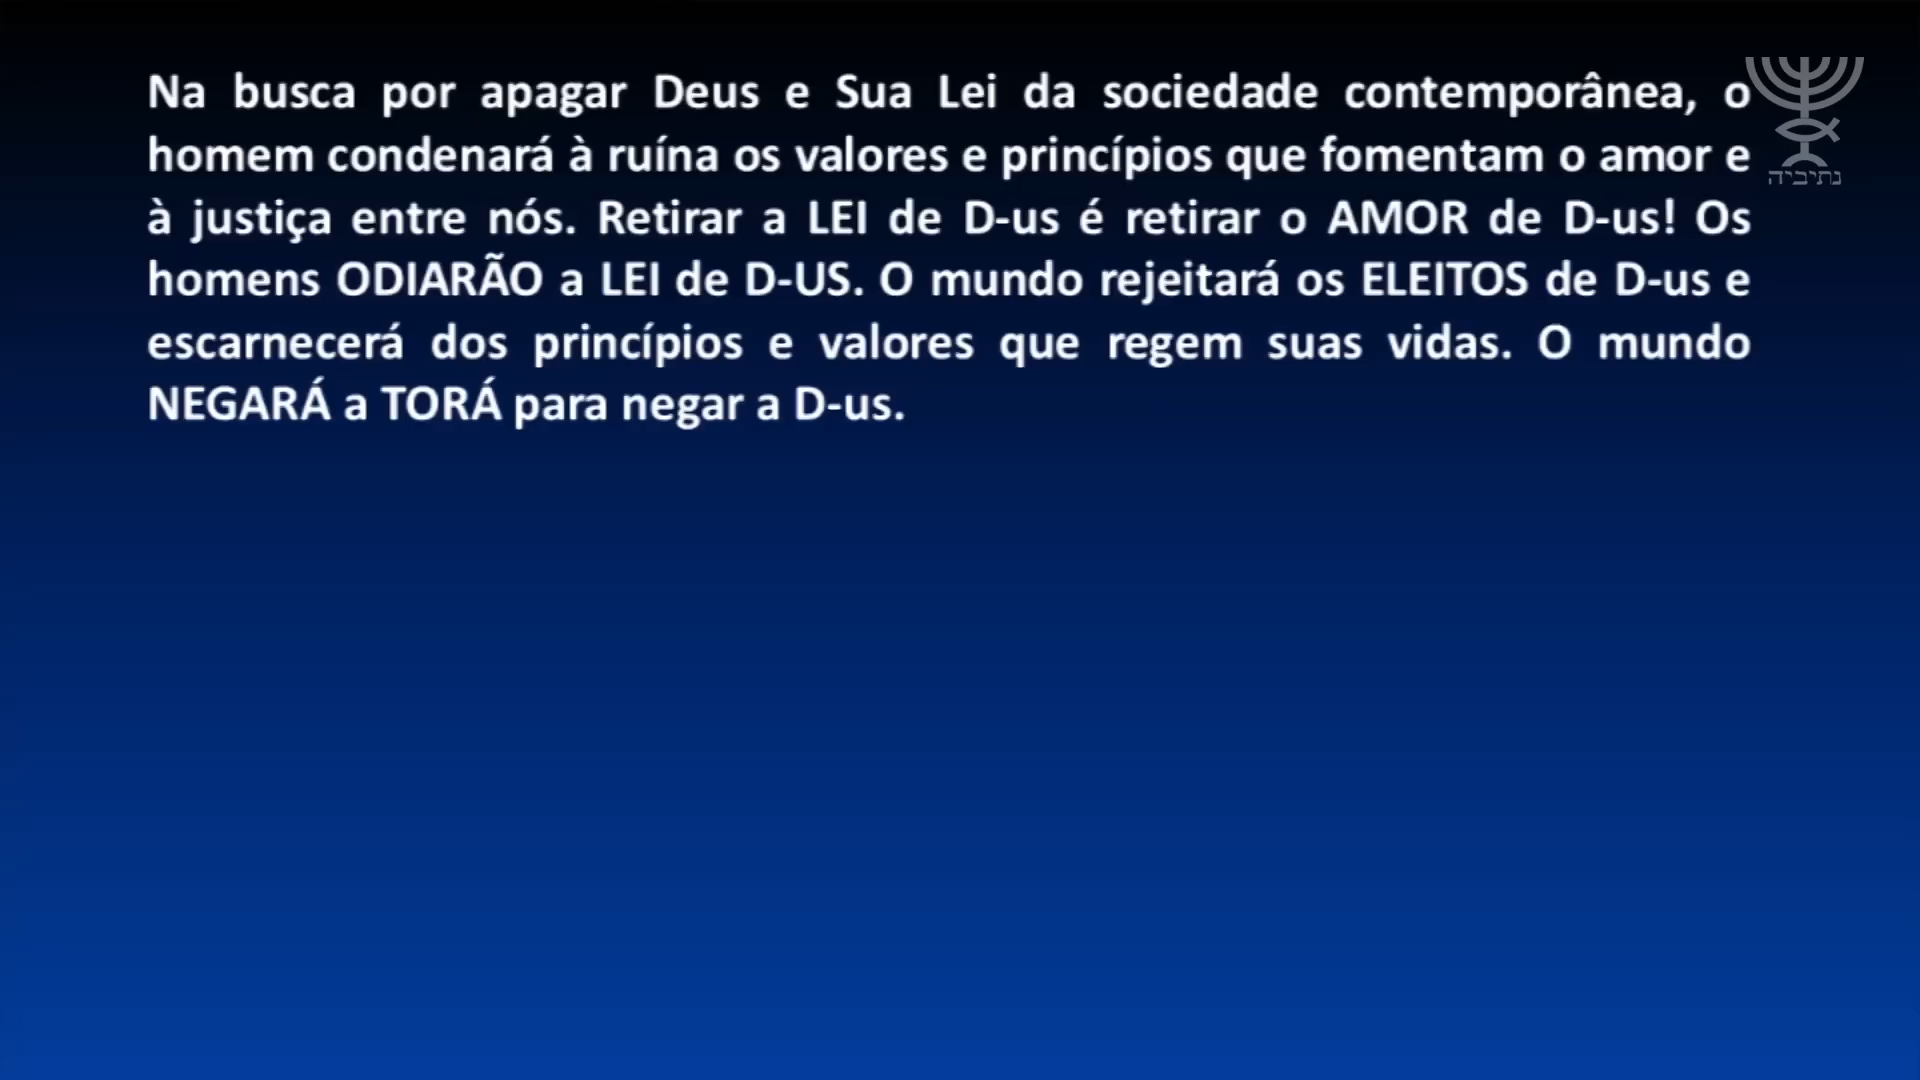 Na busca por apagar Deus e Sua Lei da sociedade contemporânea, o
homem condenará à ruína os valores e princípios que fomentam o amor e
à justiça entre nós. Retirar a LEI de D-us é retirar o AMOR de D-us! Os
homens ODIARÃO a LEI de D-US. O mundo rejeitará os ELEITOS de D-us e
escarnecerá dos princípios e valores que regem suas vidas. O mundo
NEGARÁ a TORÁ para negar a D-us.
נתיביה